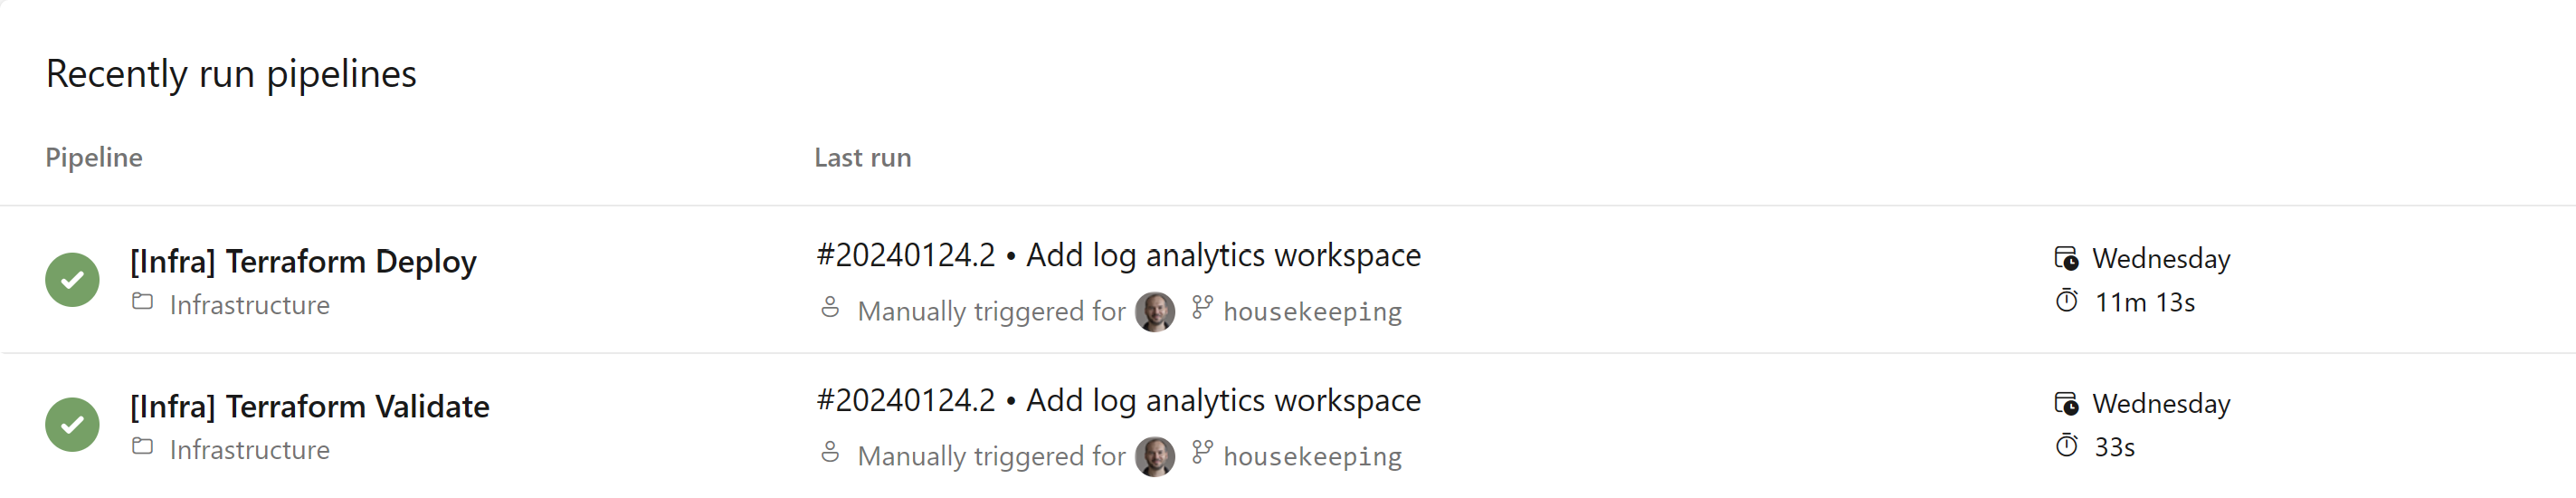 Recently run pipelines
Pipeline
Last run
[Infra] Terraform Deploy
Infrastructure
#20240124.2 • Add log analytics workspace
Manually triggered for housekeeping
Wednesday
11m 13s
[Infra] Terraform Validate
Infrastructure
#20240124.2 • Add log analytics workspace
Manually triggered for housekeeping
Wednesday
33s